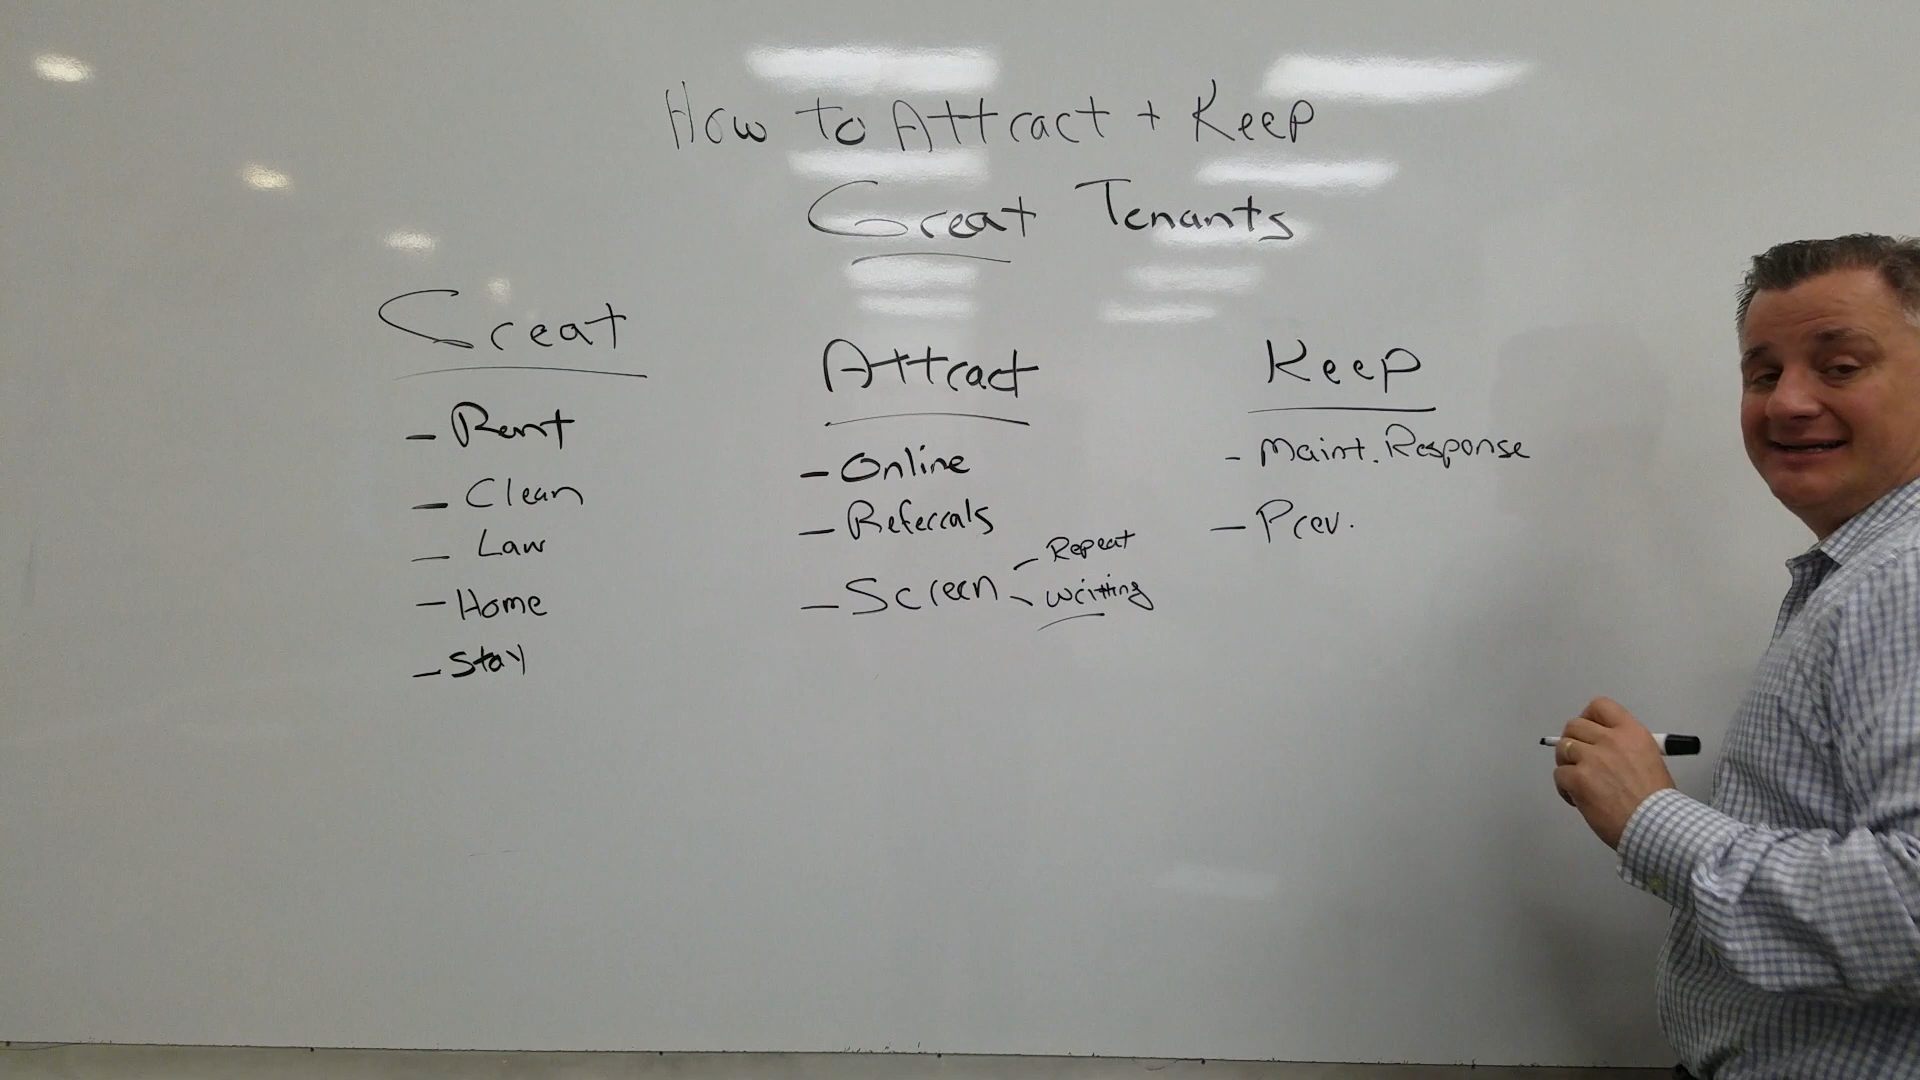 How to Attract + Keep
Great Tenants
Great
- Rent
- Clean
- Law
- Home
- Stay
Attract
- Online
- Referrals
- Screen - Repeat
- writting
Keep
- Maint. Response
- Prev.